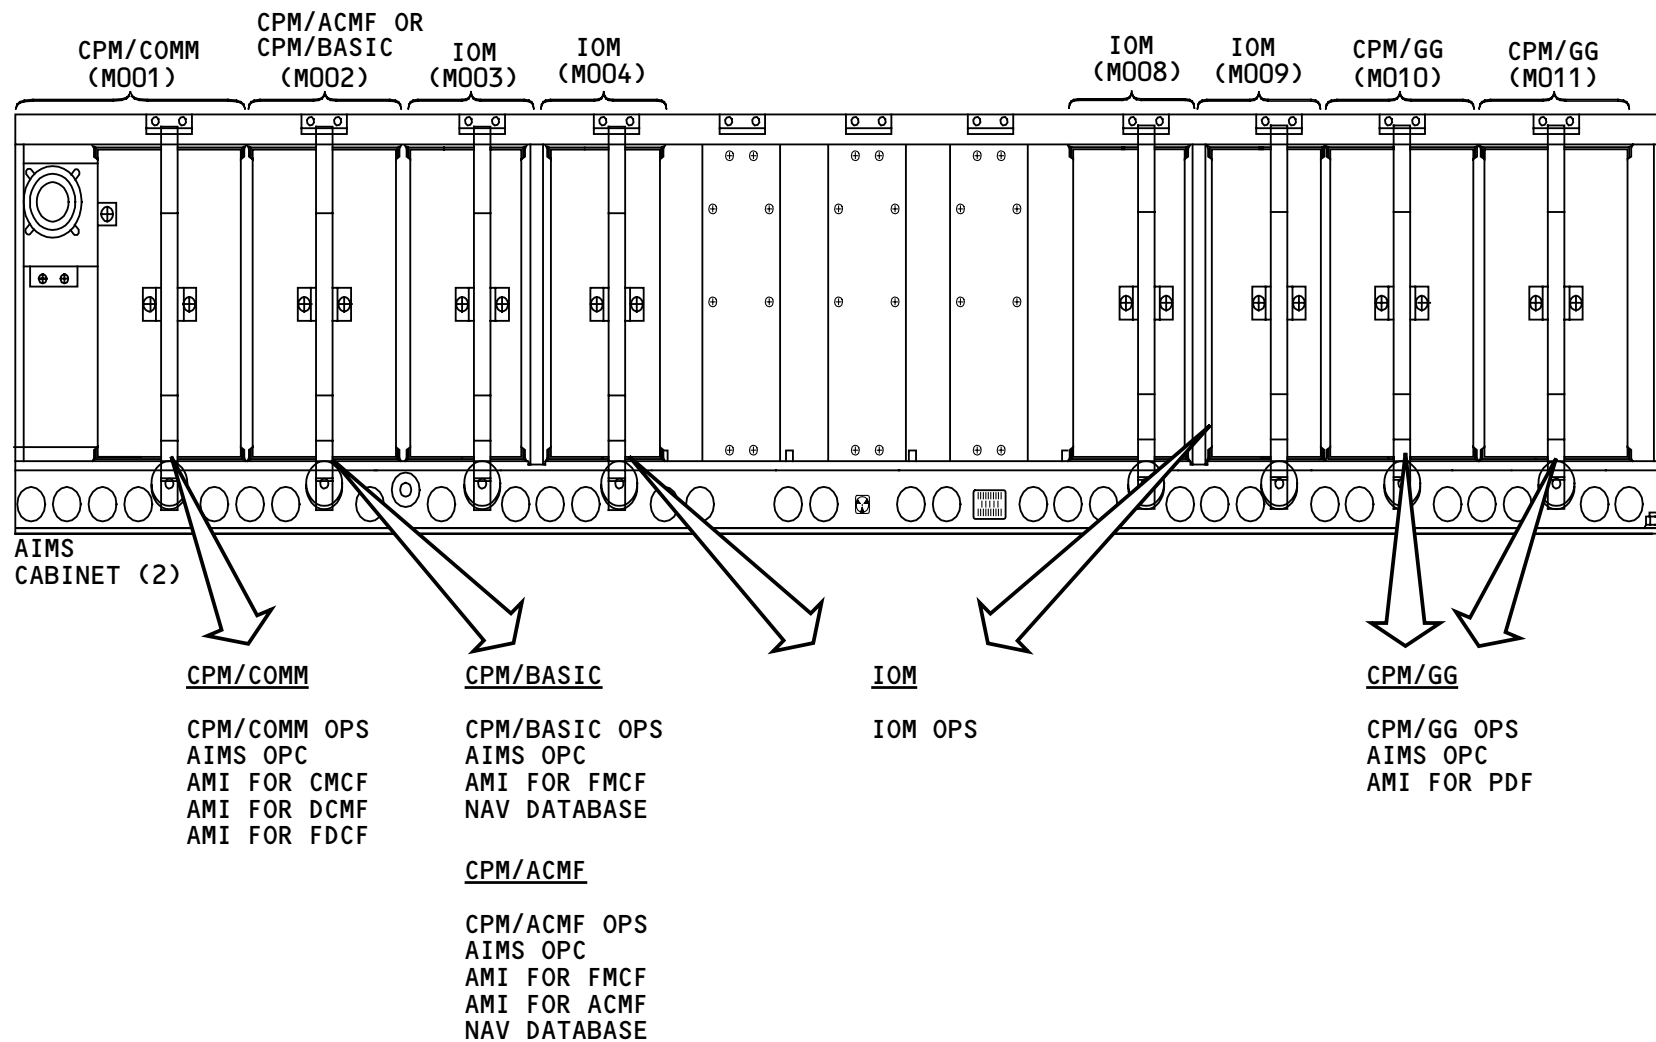 CPM/COMM
(M001)
CPM/ACMF OR
CPM/BASIC
(M002)
IOM
(M003)
IOM
(M004)
IOM
(M008)
IOM
(M009)
CPM/GG
(M010)
CPM/GG
(M011)
AIMS
CABINET (2)
CPM/COMM
CPM/COMM OPS
AIMS OPC
AMI FOR CMCF
AMI FOR DCMF
AMI FOR FDCF
CPM/BASIC
CPM/BASIC OPS
AIMS OPC
AMI FOR FMCF
NAV DATABASE
CPM/ACMF
CPM/ACMF OPS
AIMS OPC
AMI FOR FMCF
AMI FOR ACMF
NAV DATABASE
IOM
IOM OPS
CPM/GG
CPM/GG OPS
AIMS OPC
AMI FOR PDF